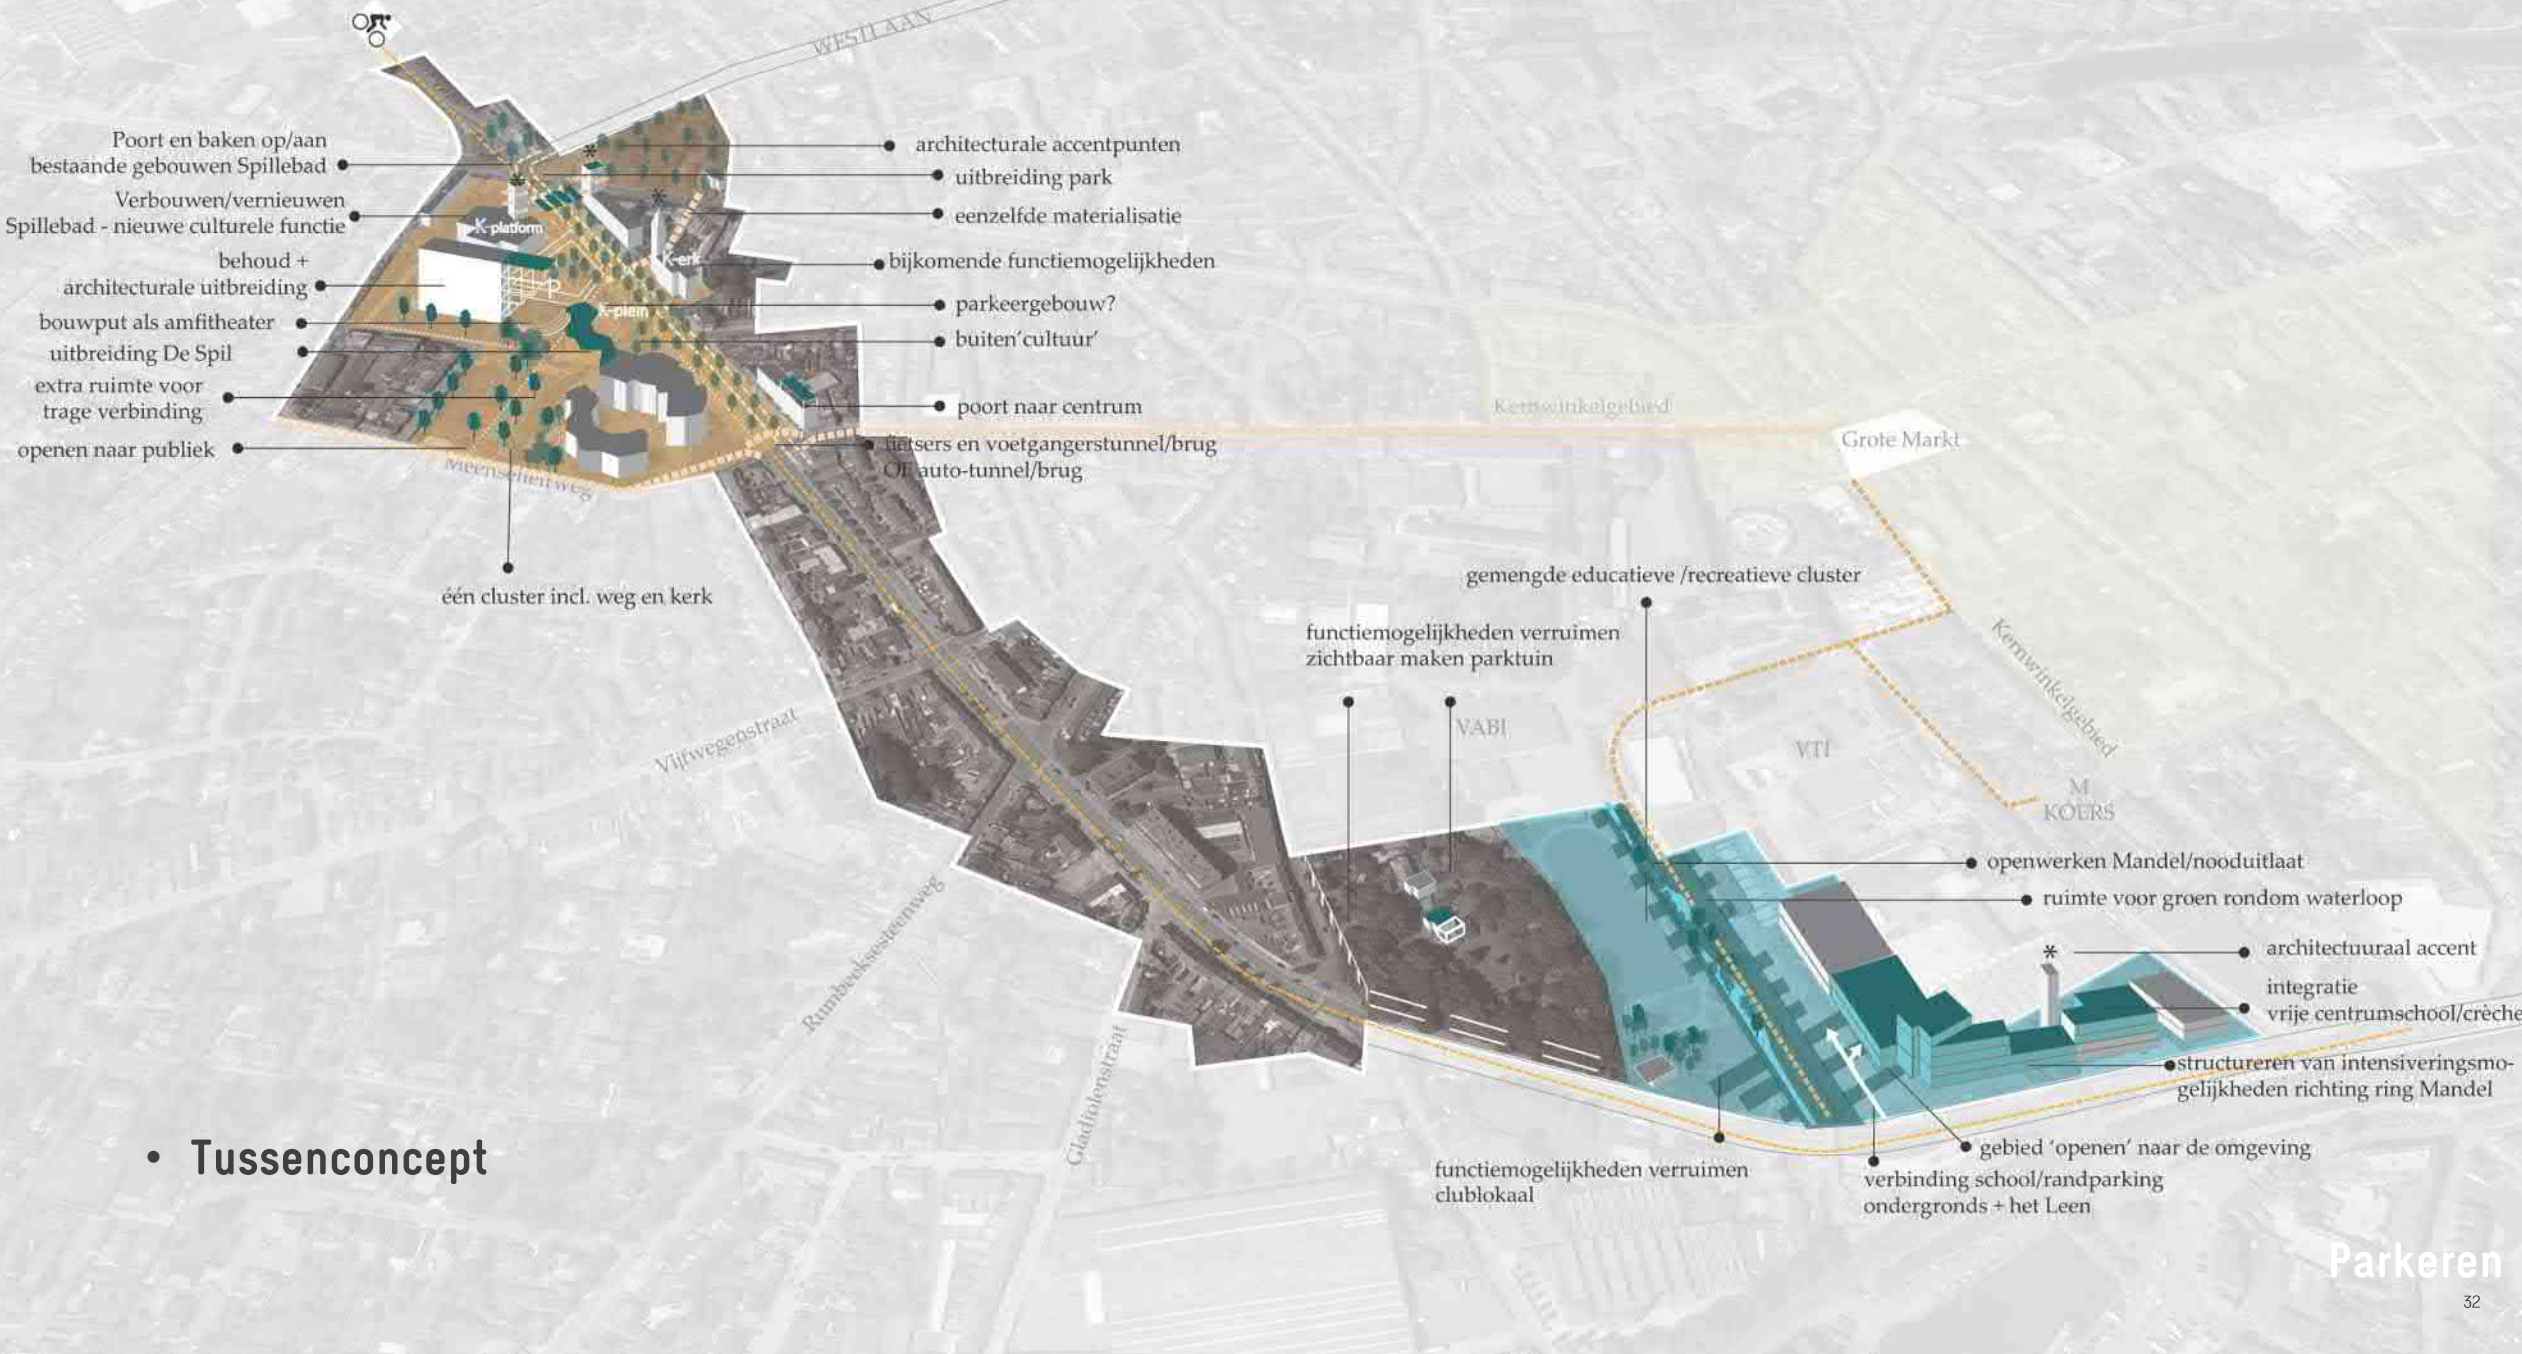 WESTLAAN
Poort en baken op/aan
bestaande gebouwen Spillebad
Verbouwen/vernieuwen
Spillebad - nieuwe culturele functie
behoud +
architecturale uitbreiding
bouwput als amfitheater
uitbreiding De Spil
extra ruimte voor
trage verbinding
openen naar publiek
K-platform
K-erk
P
K-plein
architecturale accentpunten
uitbreiding park
eenzelfde materialisatie
bijkomende functiemogelijkheden
parkeergebouw?
buiten'cultuur'
poort naar centrum
fietsers en voetgangerstunnel/brug
OF auto-tunnel/brug
Meensesteenweg
één cluster incl. weg en kerk
Kernwinkelgebied
Grote Markt
Kernwinkelgebied
gemengde educatieve /recreatieve cluster
functiemogelijkheden verruimen
zichtbaar maken parktuin
VABI
VTI
M
KOERS
Vijfwegenstraat
Rumbeeksesteenweg
Gladiolenstraat
openwerken Mandel/nooduitlaat
ruimte voor groen rondom waterloop
* architectuuraal accent
integratie
vrije centrumschool/crèche
structureren van intensiveringsmo-
gelijkheden richting ring Mandel
gebied 'openen' naar de omgeving
verbinding school/randparking
ondergronds + het Leen
functiemogelijkheden verruimen
clublokaal
• Tussenconcept
Parkeren
32